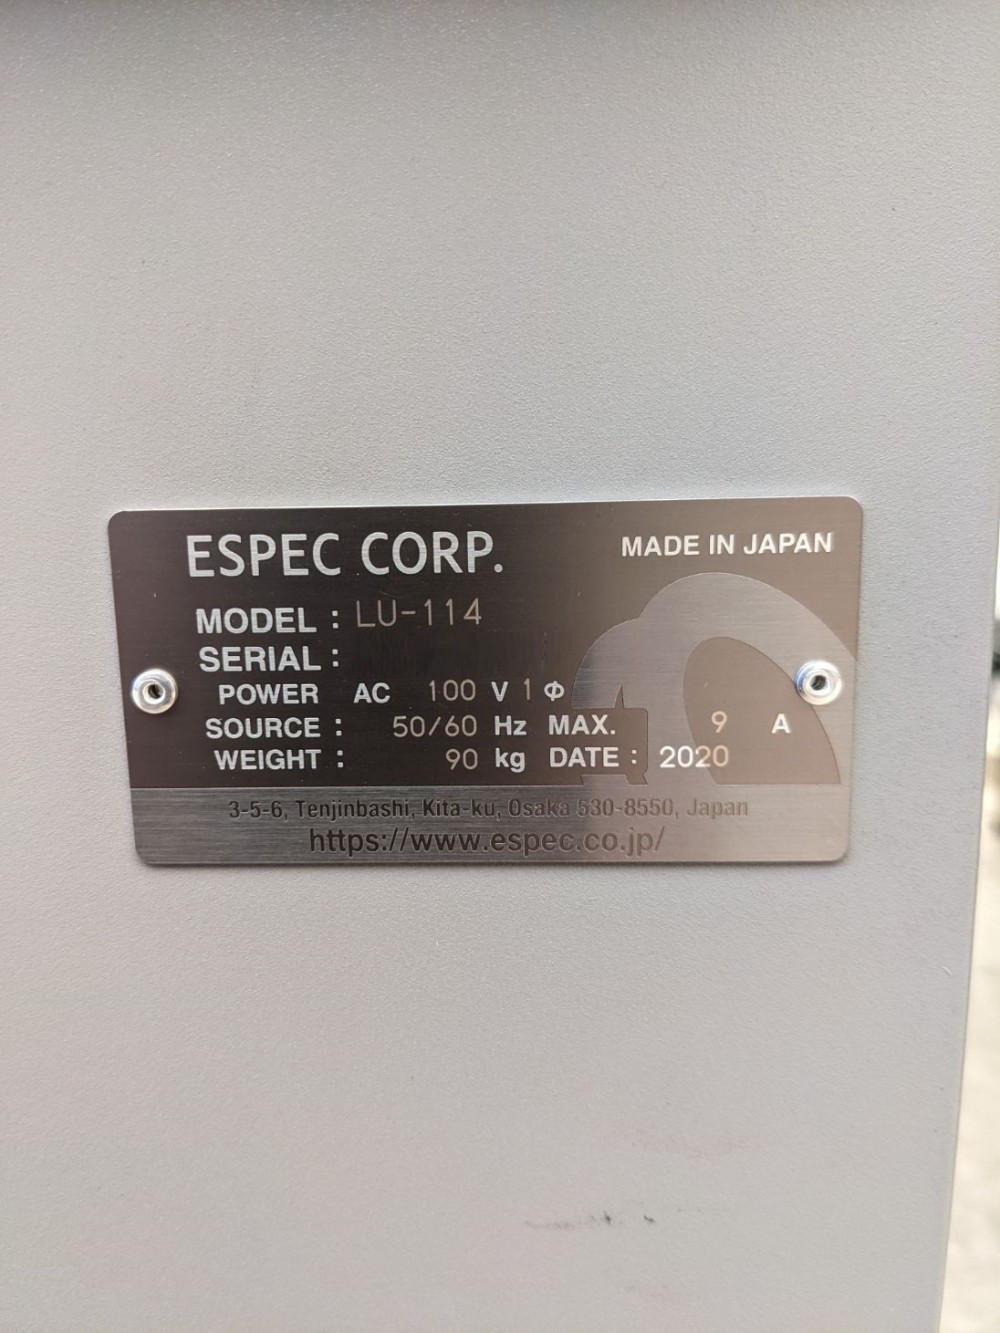 ESPEC CORP. MADE IN JAPAN
MODEL : LU-114
SERIAL :
POWER AC 100 V 1 Φ
SOURCE : 50/60 Hz MAX. 9 A
WEIGHT : 90 kg DATE : 2020
3-5-6, Tenjinbashi, Kita-ku, Osaka 530-8550, Japan
https://www.espec.co.jp/